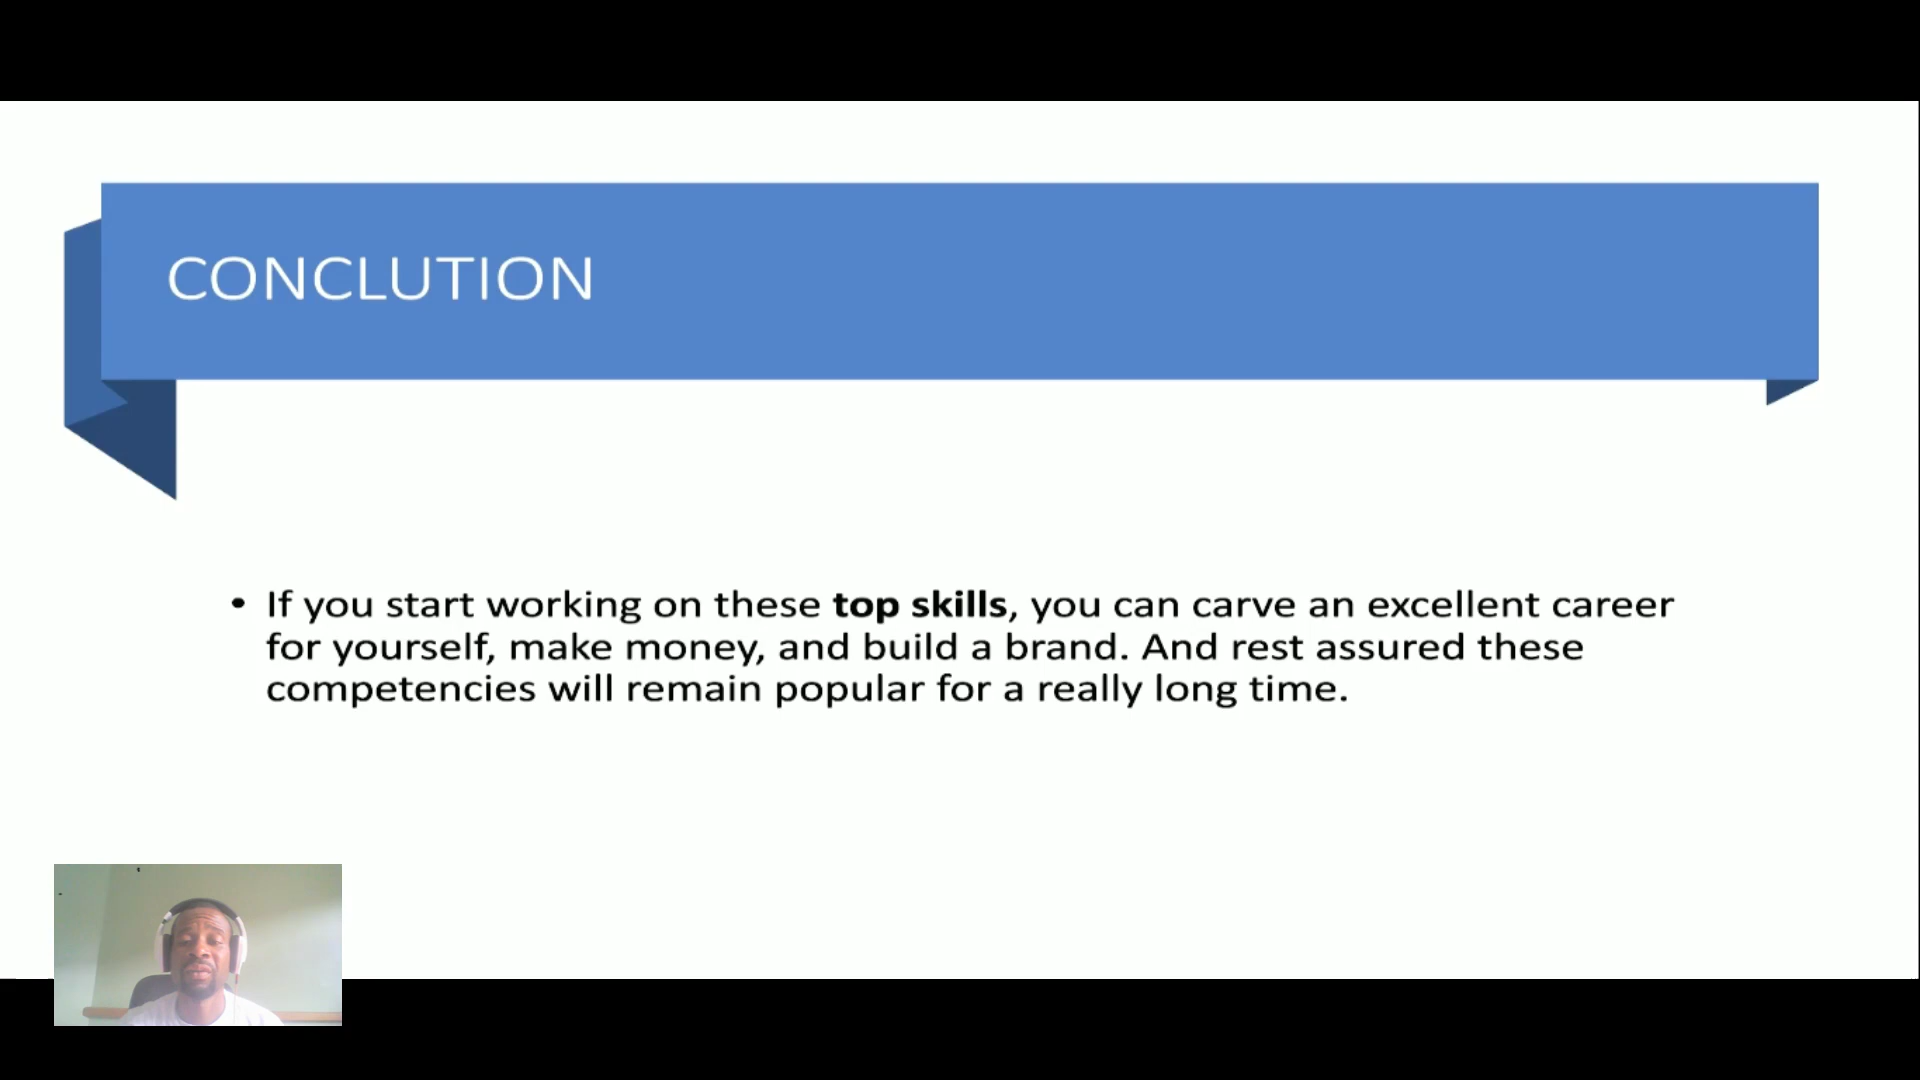 CONCLUTION
• If you start working on these top skills, you can carve an excellent career
for yourself, make money, and build a brand. And rest assured these
competencies will remain popular for a really long time.